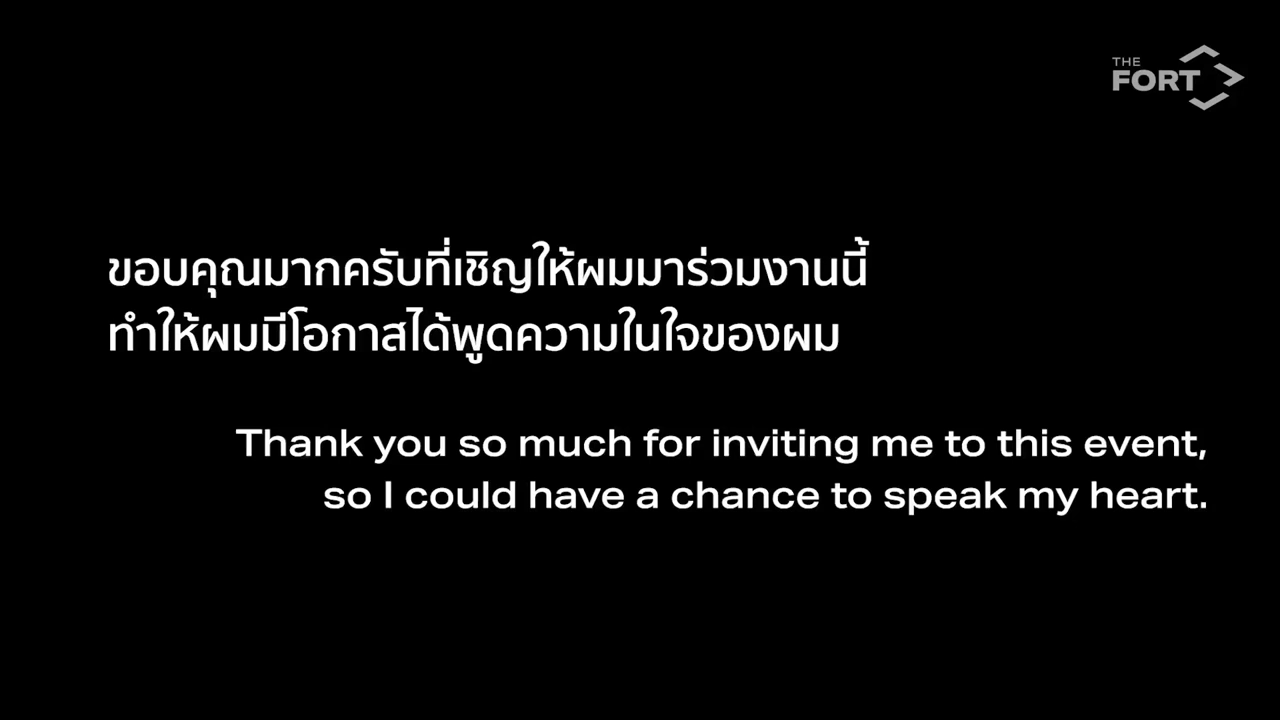 THE
FORT
ขอบคุณมากครับที่เชิญให้ผมมาร่วมงานนี้
ทำให้ผมมีโอกาสได้พูดความในใจของผม
Thank you so much for inviting me to this event,
so I could have a chance to speak my heart.